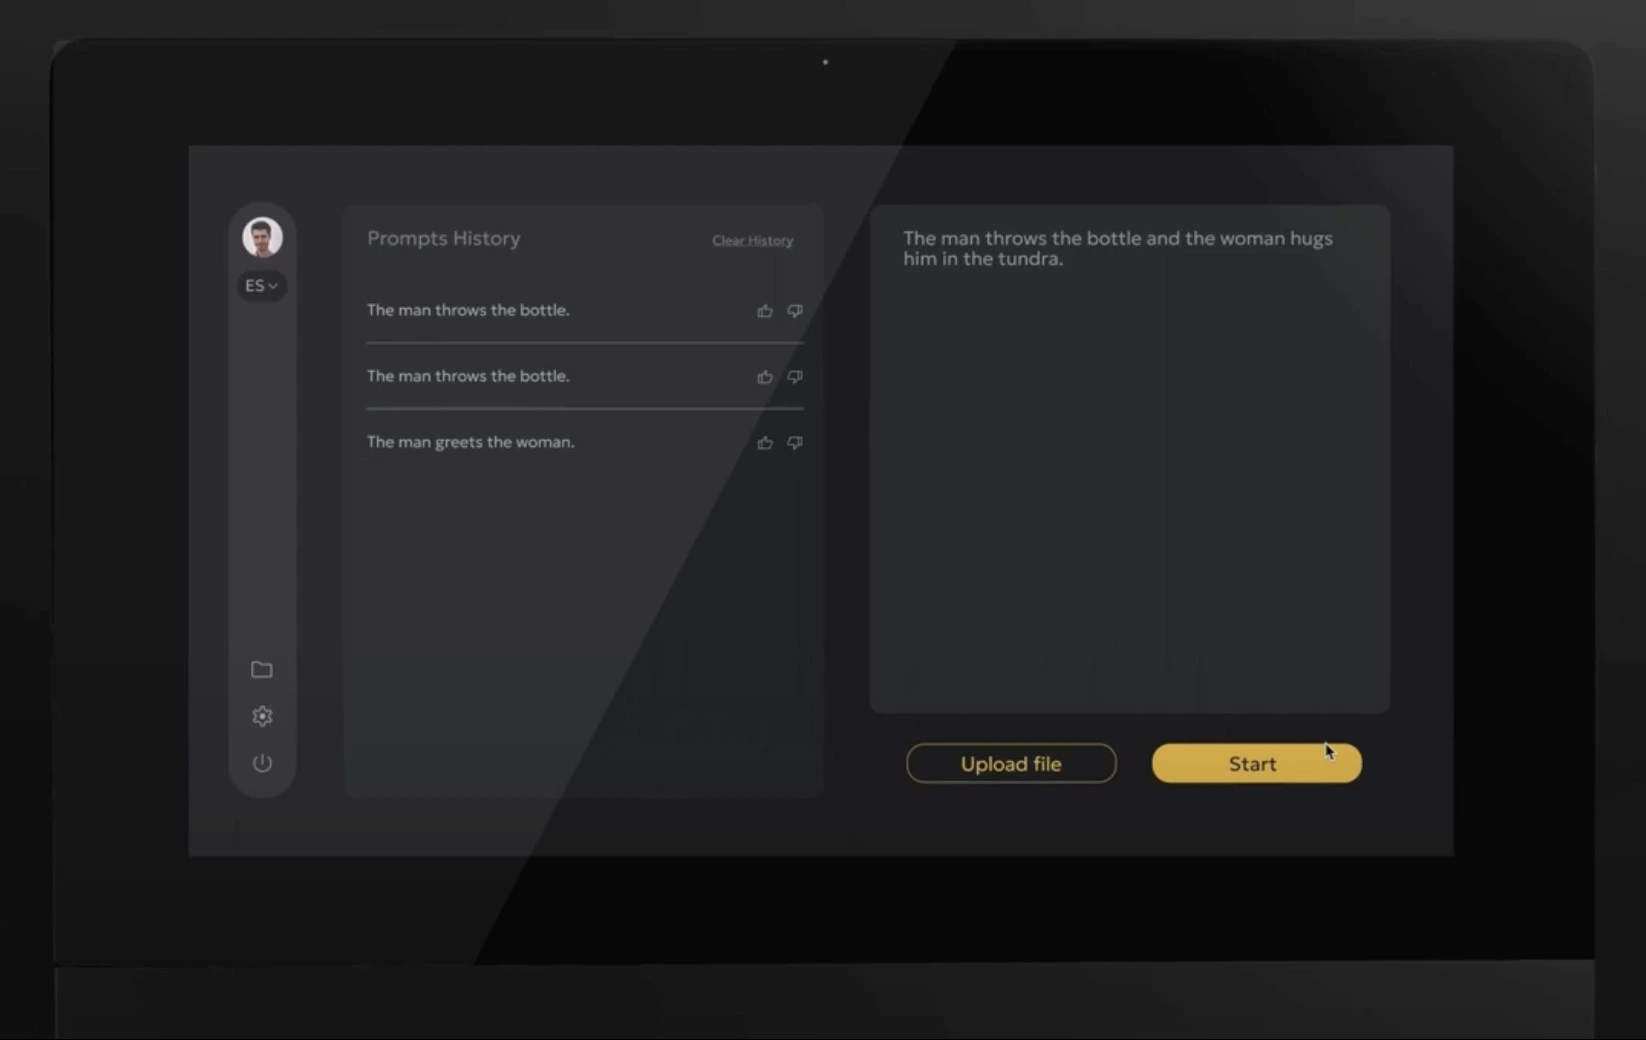 ES
Prompts History
Clear History
The man throws the bottle.
The man throws the bottle.
The man greets the woman.
The man throws the bottle and the woman hugs
him in the tundra.
Upload file
Start